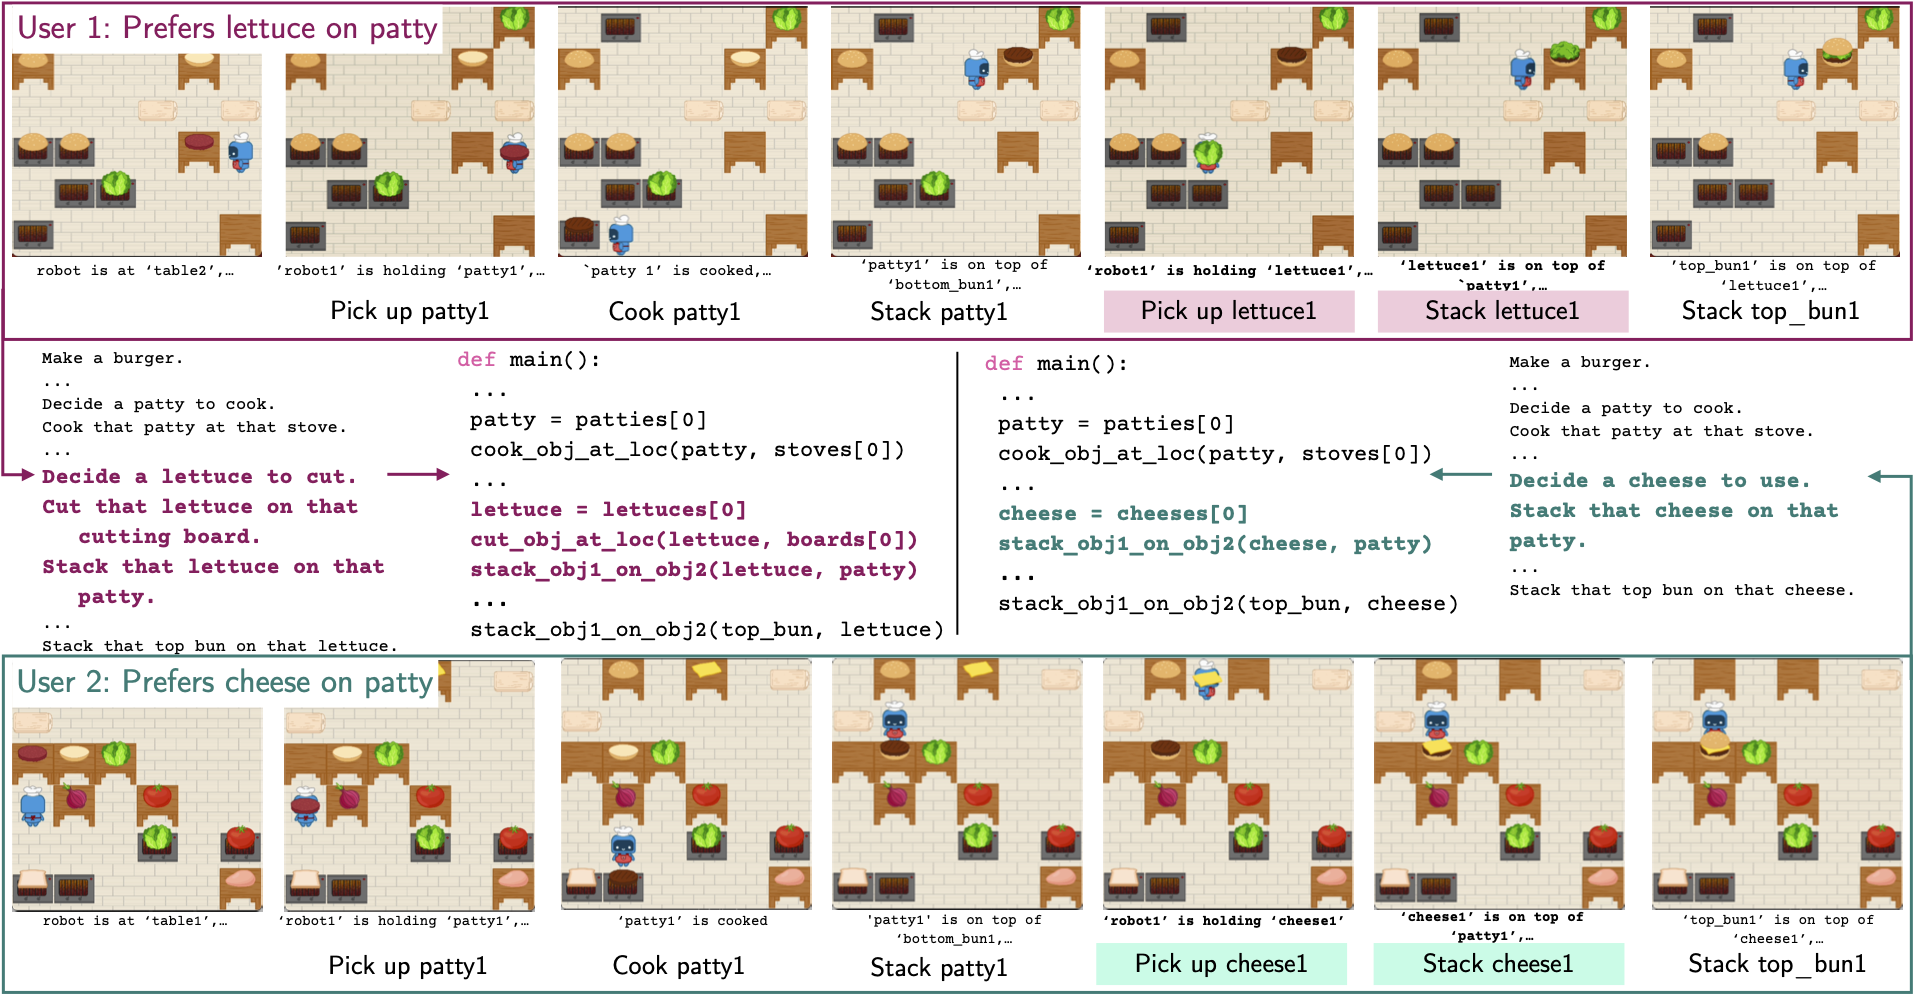 User 1: Prefers lettuce on patty
robot is at ‘table2’,…
‘robot1’ is holding ‘patty1’,…
`patty 1’ is cooked,…
‘patty1’ is on top of
‘bottom_bun1’,…
‘robot1’ is holding ‘lettuce1’,…
‘lettuce1’ is on top of
`patty1’,…
‘top_bun1’ is on top of
‘lettuce1’,…
Pick up patty1
Cook patty1
Stack patty1
Pick up lettuce1
Stack lettuce1
Stack top_bun1
Make a burger.
...
Decide a patty to cook.
Cook that patty at that stove.
...
Decide a lettuce to cut.
Cut that lettuce on that
cutting board.
Stack that lettuce on that
patty.
...
Stack that top bun on that lettuce.
def main():
...
patty = patties[0]
cook_obj_at_loc(patty, stoves[0])
...
lettuce = lettuces[0]
cut_obj_at_loc(lettuce, boards[0])
stack_obj1_on_obj2(lettuce, patty)
...
stack_obj1_on_obj2(top_bun, lettuce)
def main():
...
patty = patties[0]
cook_obj_at_loc(patty, stoves[0])
...
cheese = cheeses[0]
stack_obj1_on_obj2(cheese, patty)
...
stack_obj1_on_obj2(top_bun, cheese)
Make a burger.
...
Decide a patty to cook.
Cook that patty at that stove.
...
Decide a cheese to use.
Stack that cheese on that
patty.
...
Stack that top bun on that cheese.
User 2: Prefers cheese on patty
robot is at ‘table1’,…
‘robot1’ is holding ‘patty1’,…
‘patty1’ is cooked
'patty1' is on top of
‘bottom_bun1,…
‘robot1’ is holding ‘cheese1’
‘cheese1’ is on top of
‘patty1’,…
‘top_bun1’ is on top of
‘cheese1’,…
Pick up patty1
Cook patty1
Stack patty1
Pick up cheese1
Stack cheese1
Stack top_bun1